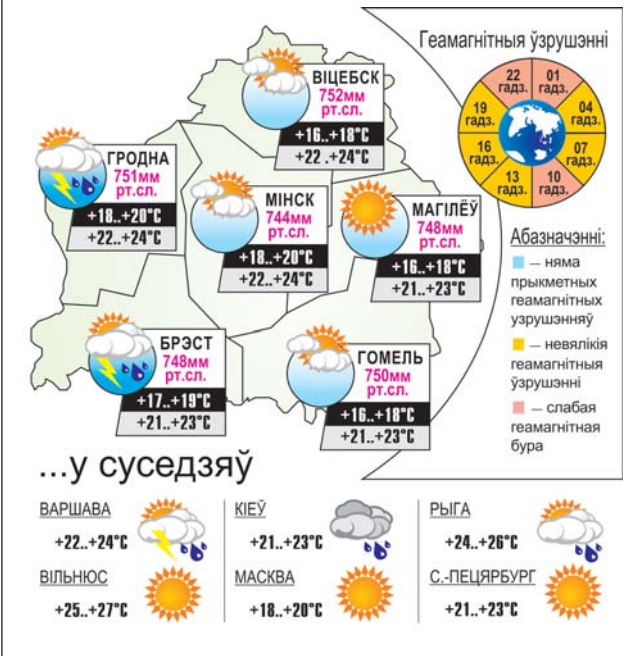 Геамагнітныя ўзрушэнні
22 гадз.
01 гадз.
04 гадз.
07 гадз.
10 гадз.
13 гадз.
16 гадз.
19 гадз.
ВІЦЕБСК
752мм
рт.сл.
+16..+18°С
+22..+24°С
ГРОДНА
751мм
рт.сл.
+18..+20°С
+22..+24°С
МІНСК
744мм
рт.сл.
+18..+20°С
+22..+24°С
МАГІЛЁЎ
748мм
рт.сл.
+16..+18°С
+21..+23°С
БРЭСТ
748мм
рт.сл.
+17..+19°С
+21..+23°С
ГОМЕЛЬ
750мм
рт.сл.
+16..+18°С
+21..+23°С
Абазначэнні:
— няма
прыкметных
геамагнітных
узрушэнняў
— невялікія
геамагнітныя
ўзрушэнні
— слабая
геамагнітная
бура
...у суседзяў
ВАРШАВА
+22..+24°С
КІЕЎ
+21..+23°С
РЫГА
+24..+26°С
ВІЛЬНЮС
+25..+27°С
МАСКВА
+18..+20°С
С.-ПЕЦЯРБУРГ
+21..+23°С